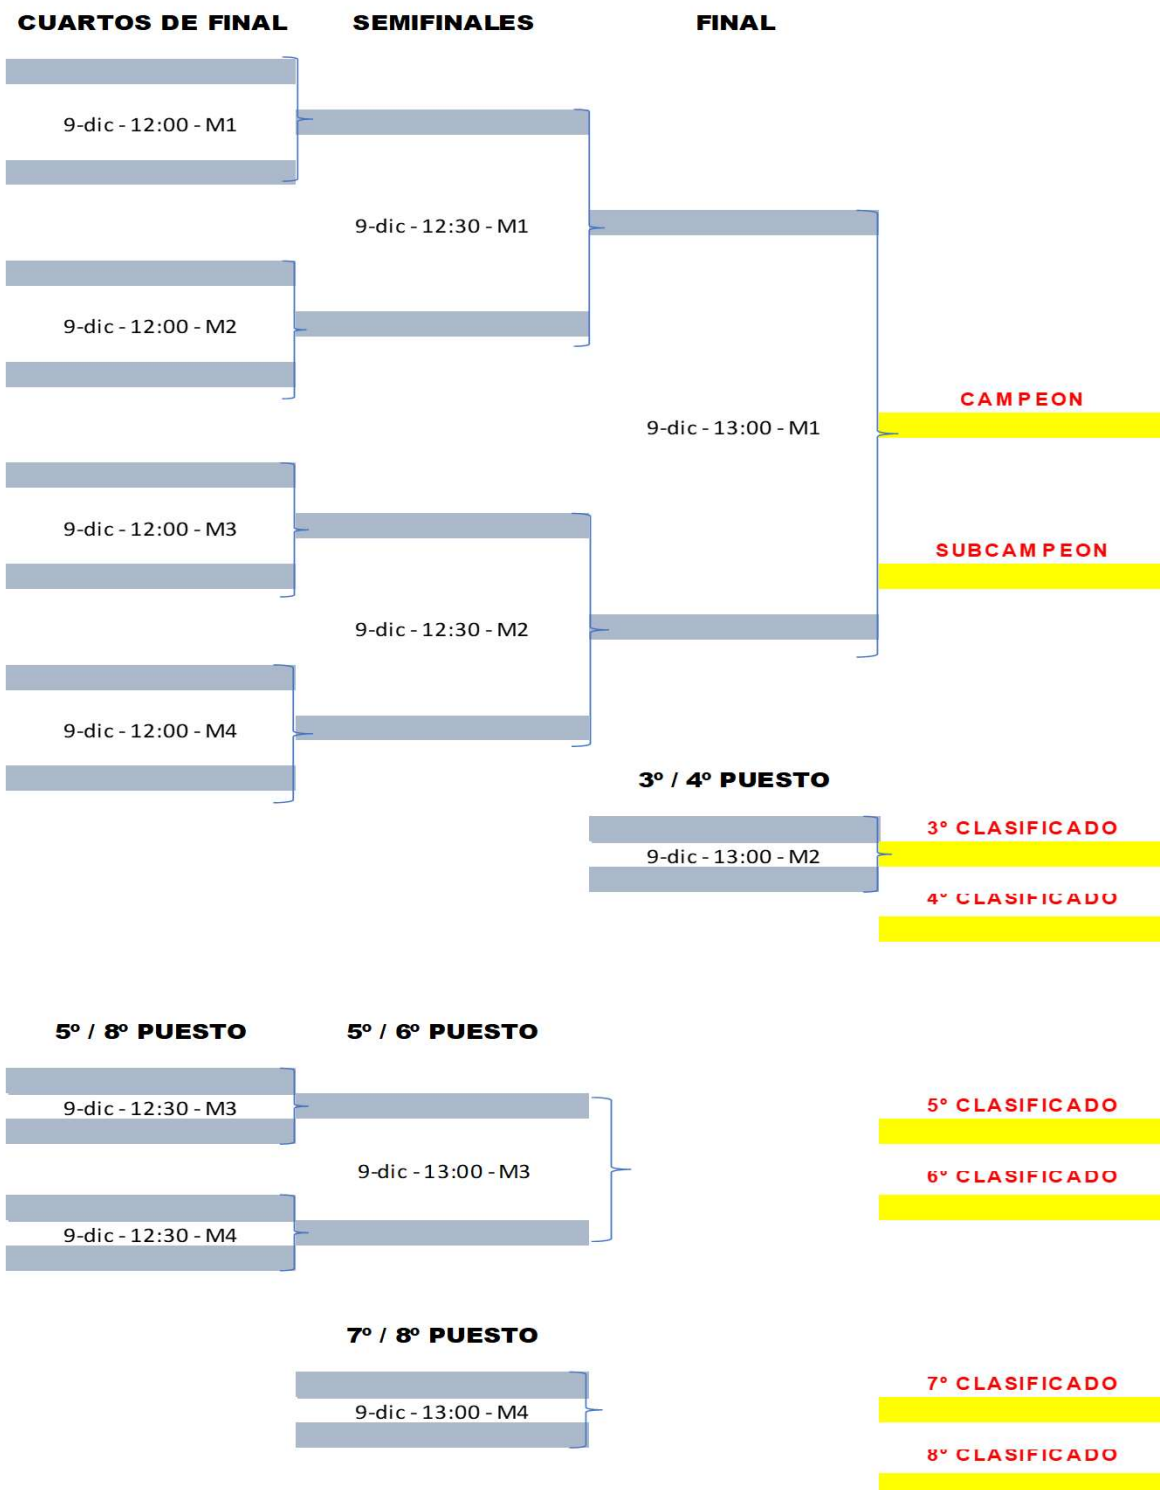 CUARTOS DE FINAL SEMIFINALES FINAL
9-dic - 12:00 - M1
9-dic - 12:30 - M1
9-dic - 12:00 - M2
CAMPEON
9-dic - 13:00 - M1
9-dic - 12:00 - M3
SUBCAMPEON
9-dic - 12:30 - M2
9-dic - 12:00 - M4
3º / 4º PUESTO
3º CLASIFICADO
9-dic - 13:00 - M2
4º CLASIFICADO
5º / 8º PUESTO 5º / 6º PUESTO
9-dic - 12:30 - M3 5º CLASIFICADO
9-dic - 13:00 - M3 6º CLASIFICADO
9-dic - 12:30 - M4
7º / 8º PUESTO
7º CLASIFICADO
9-dic - 13:00 - M4
8º CLASIFICADO